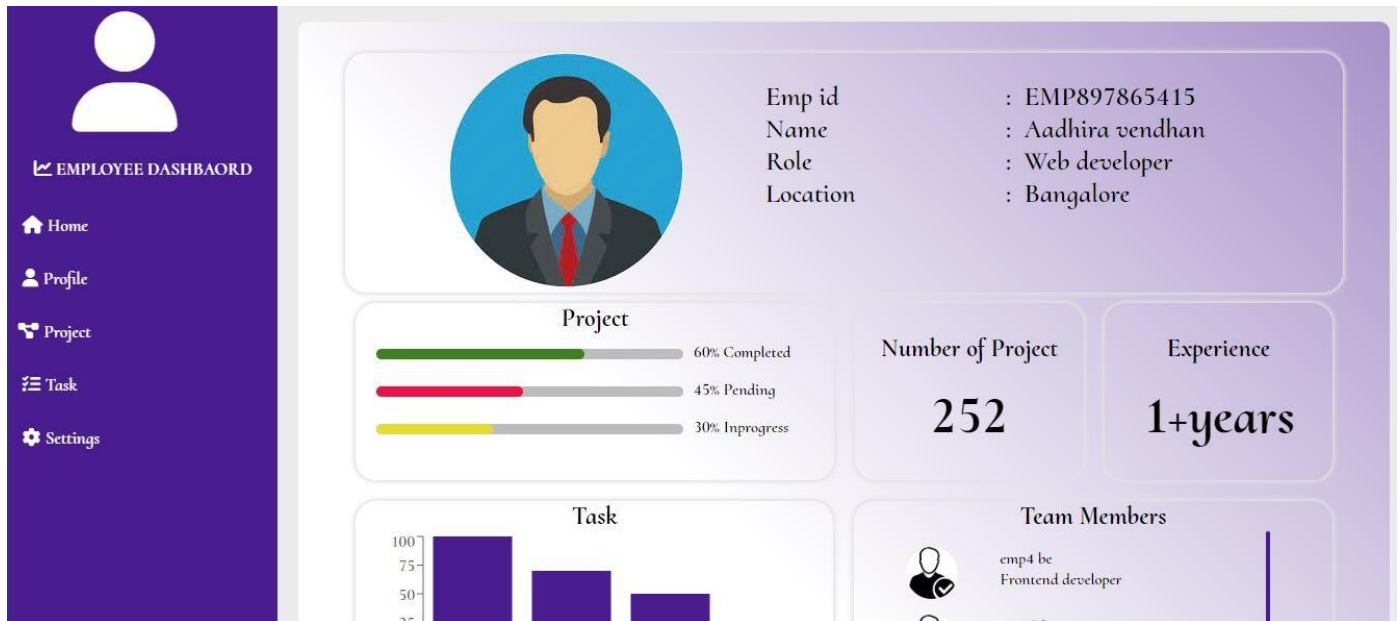 EMPLOYEE DASHBAORD
Home
Profile
Project
Task
Settings
Emp id : EMP897865415
Name : Aadhira vendhan
Role : Web developer
Location : Bangalore
Project
60% Completed
45% Pending
30% Inprogress
Number of Project
252
Experience
1+years
Task
100
75
50
Team Members
emp4 be
Frontend developer